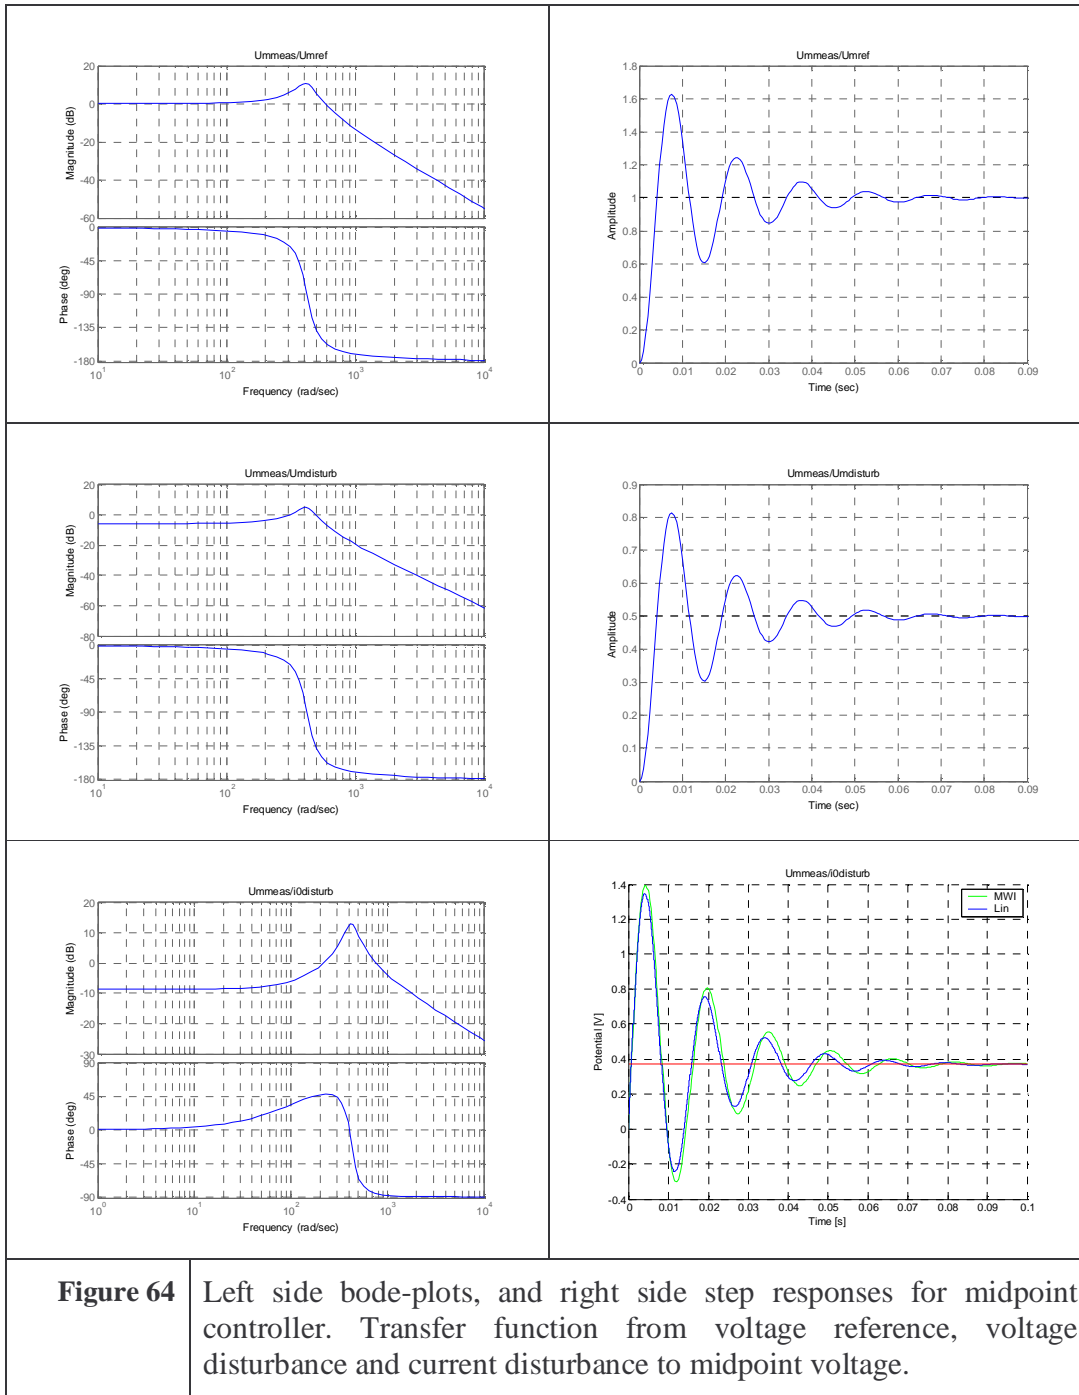 Ummeas/Umref
Magnitude (dB)
20
0
-20
-40
-60
Phase (deg)
0
-45
-90
-135
-180
10^1 10^2 10^3 10^4
Frequency (rad/sec)
Ummeas/Umref
Amplitude
1.8
1.6
1.4
1.2
1
0.8
0.6
0.4
0.2
0
0 0.01 0.02 0.03 0.04 0.05 0.06 0.07 0.08 0.09
Time (sec)
Ummeas/Umdisturb
Magnitude (dB)
20
0
-20
-40
-60
-80
Phase (deg)
0
-45
-90
-135
-180
10^1 10^2 10^3 10^4
Frequency (rad/sec)
Ummeas/Umdisturb
Amplitude
0.9
0.8
0.7
0.6
0.5
0.4
0.3
0.2
0.1
0
0 0.01 0.02 0.03 0.04 0.05 0.06 0.07 0.08 0.09
Time (sec)
Ummeas/i0disturb
Magnitude (dB)
20
10
0
-10
-20
-30
Phase (deg)
90
45
0
-45
-90
10^0 10^1 10^2 10^3 10^4
Frequency (rad/sec)
Ummeas/i0disturb
MWI
Lin
Potential [V]
1.4
1.2
1
0.8
0.6
0.4
0.2
0
-0.2
-0.4
0 0.01 0.02 0.03 0.04 0.05 0.06 0.07 0.08 0.09 0.1
Time [s]
Figure 64
Left side bode-plots, and right side step responses for midpoint
controller. Transfer function from voltage reference, voltage
disturbance and current disturbance to midpoint voltage.